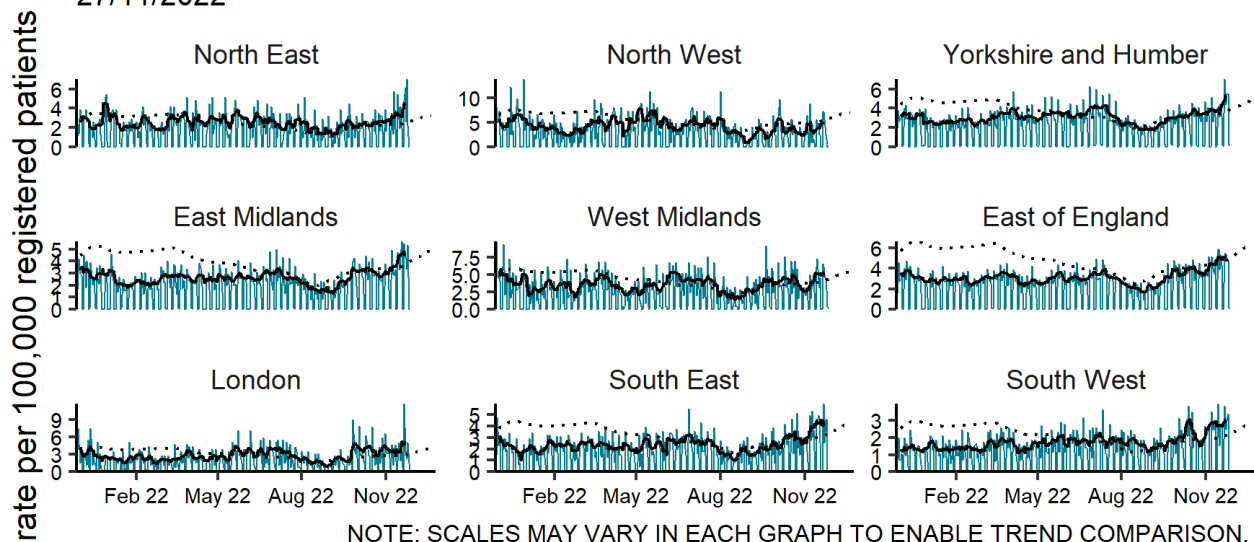 27/11/2022
rate per 100,000 registered patients
North East
North West
Yorkshire and Humber
6
4
2
0
10
5
0
6
4
2
0
East Midlands
West Midlands
East of England
5
4
3
2
1
0
7.5
5.0
2.5
0.0
6
4
2
0
London
South East
South West
9
6
3
0
5
4
3
2
1
0
3
2
1
0
Feb 22 May 22 Aug 22 Nov 22
Feb 22 May 22 Aug 22 Nov 22
Feb 22 May 22 Aug 22 Nov 22
NOTE: SCALES MAY VARY IN EACH GRAPH TO ENABLE TREND COMPARISON.